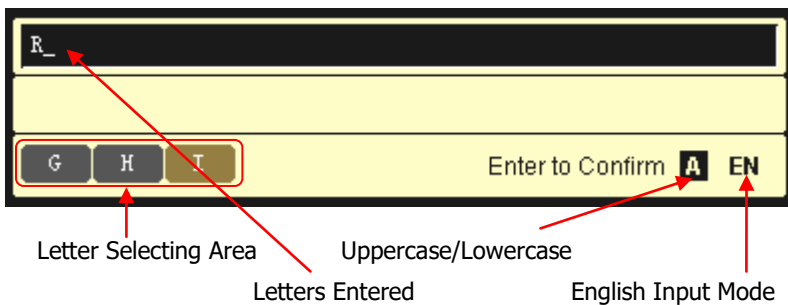 R_
G H I Enter to Confirm A EN
Letter Selecting Area Uppercase/Lowercase
Letters Entered English Input Mode